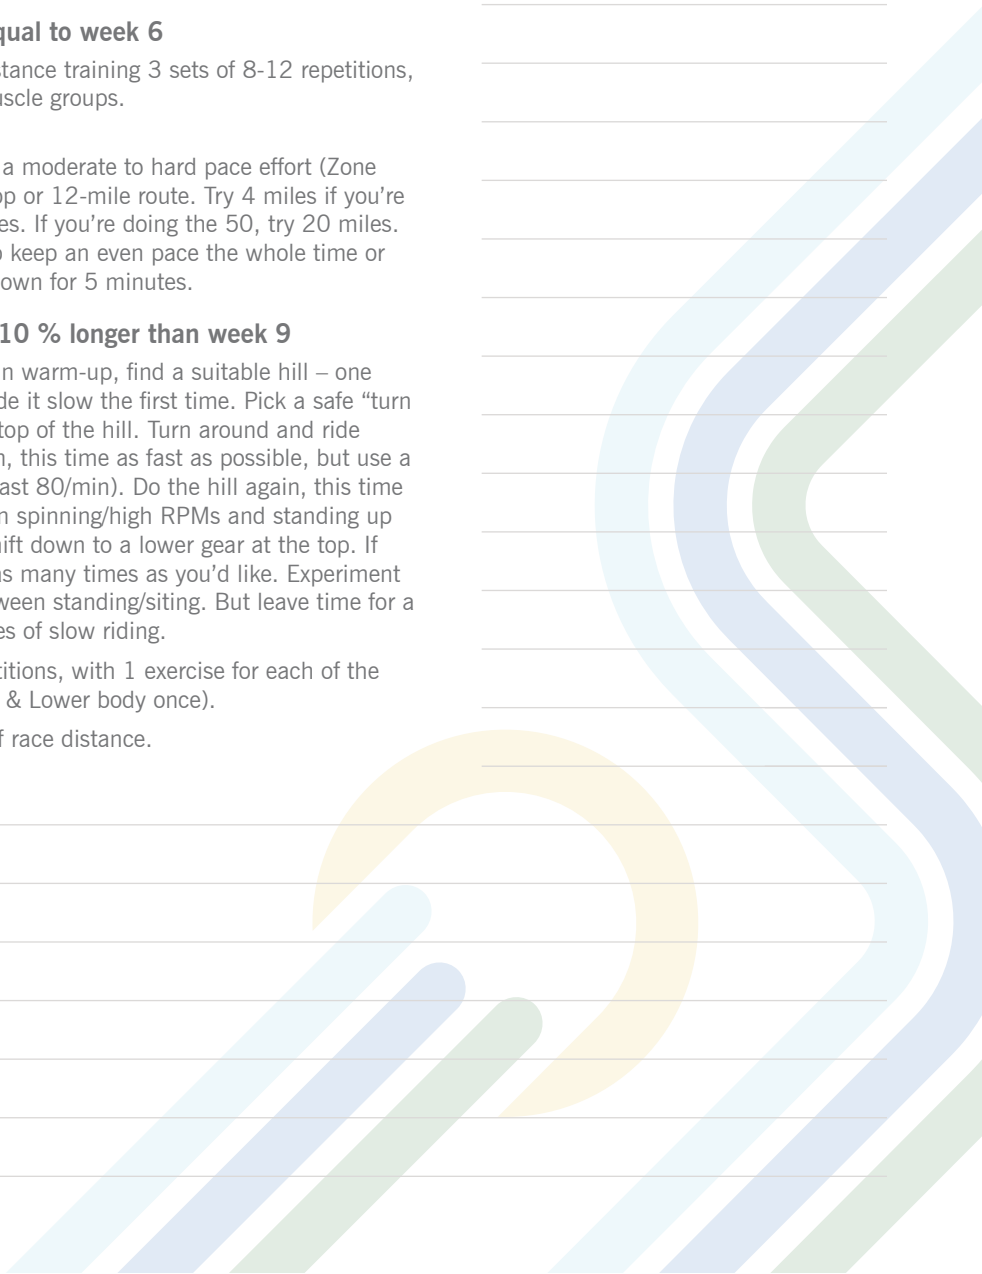 qual to week 6
stance training 3 sets of 8-12 repetitions,
uscle groups.
a moderate to hard pace effort (Zone
op or 12-mile route. Try 4 miles if you’re
es. If you’re doing the 50, try 20 miles.
o keep an even pace the whole time or
own for 5 minutes.
10 % longer than week 9
n warm-up, find a suitable hill – one
de it slow the first time. Pick a safe “turn
top of the hill. Turn around and ride
n, this time as fast as possible, but use a
ast 80/min). Do the hill again, this time
n spinning/high RPMs and standing up
hift down to a lower gear at the top. If
as many times as you’d like. Experiment
ween standing/siting. But leave time for a
es of slow riding.
titions, with 1 exercise for each of the
& Lower body once).
f race distance.